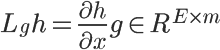 L_g h = \frac{\partial h}{\partial x} g \in R^{E \times m}